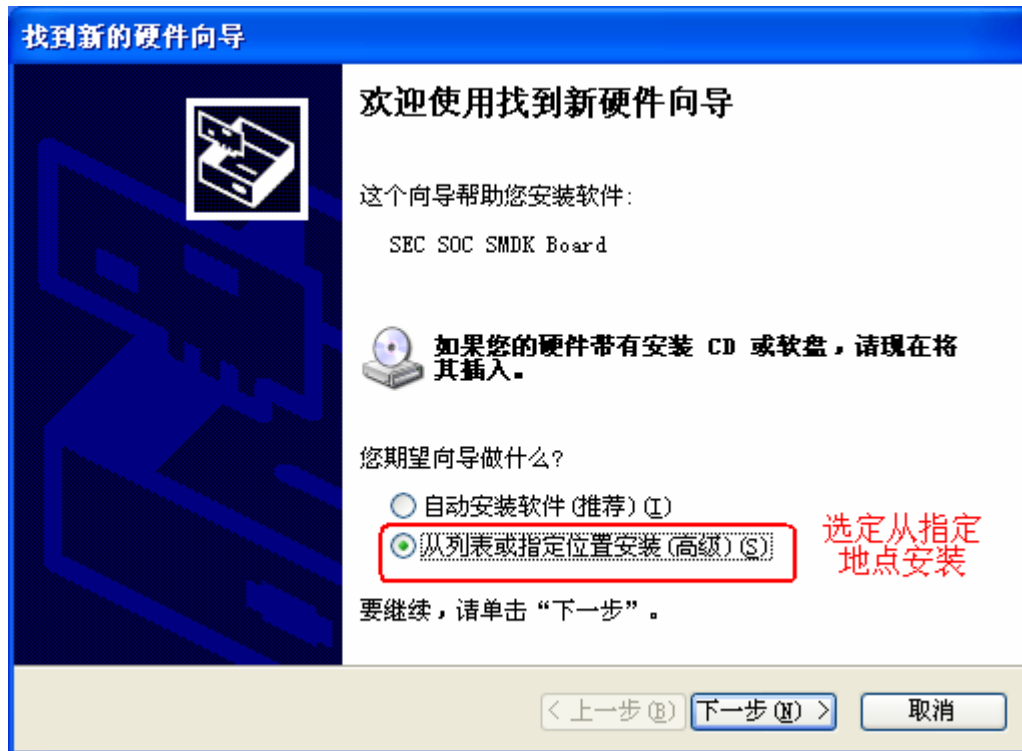 找到新的硬件向导
欢迎使用找到新硬件向导
这个向导帮助您安装软件:
SEC SOC SMDK Board
如果您的硬件带有安装 CD 或软盘，请现在将
其插入。
您期望向导做什么?
自动安装软件(推荐)(I)
从列表或指定位置安装(高级)(S)
选定从指定
地点安装
要继续，请单击“下一步”。
< 上一步(B)
下一步(N) >
取消